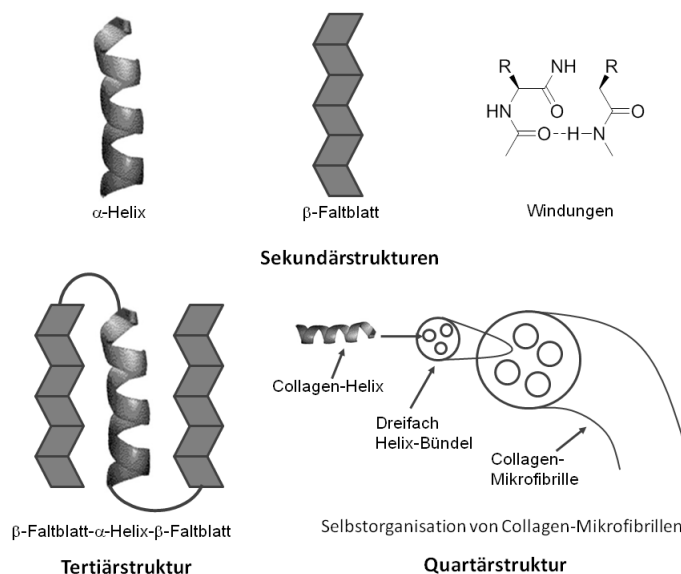 R
NH
R
HN
O
O
O--H-N
α-Helix
β-Faltblatt
Windungen
Sekundärstrukturen
Collagen-Helix
Dreifach
Helix-Bündel
Collagen-
Mikrofibrille
β-Faltblatt-α-Helix-β-Faltblatt
Selbstorganisation von Collagen-Mikrofibrillen
Tertiärstruktur
Quartärstruktur